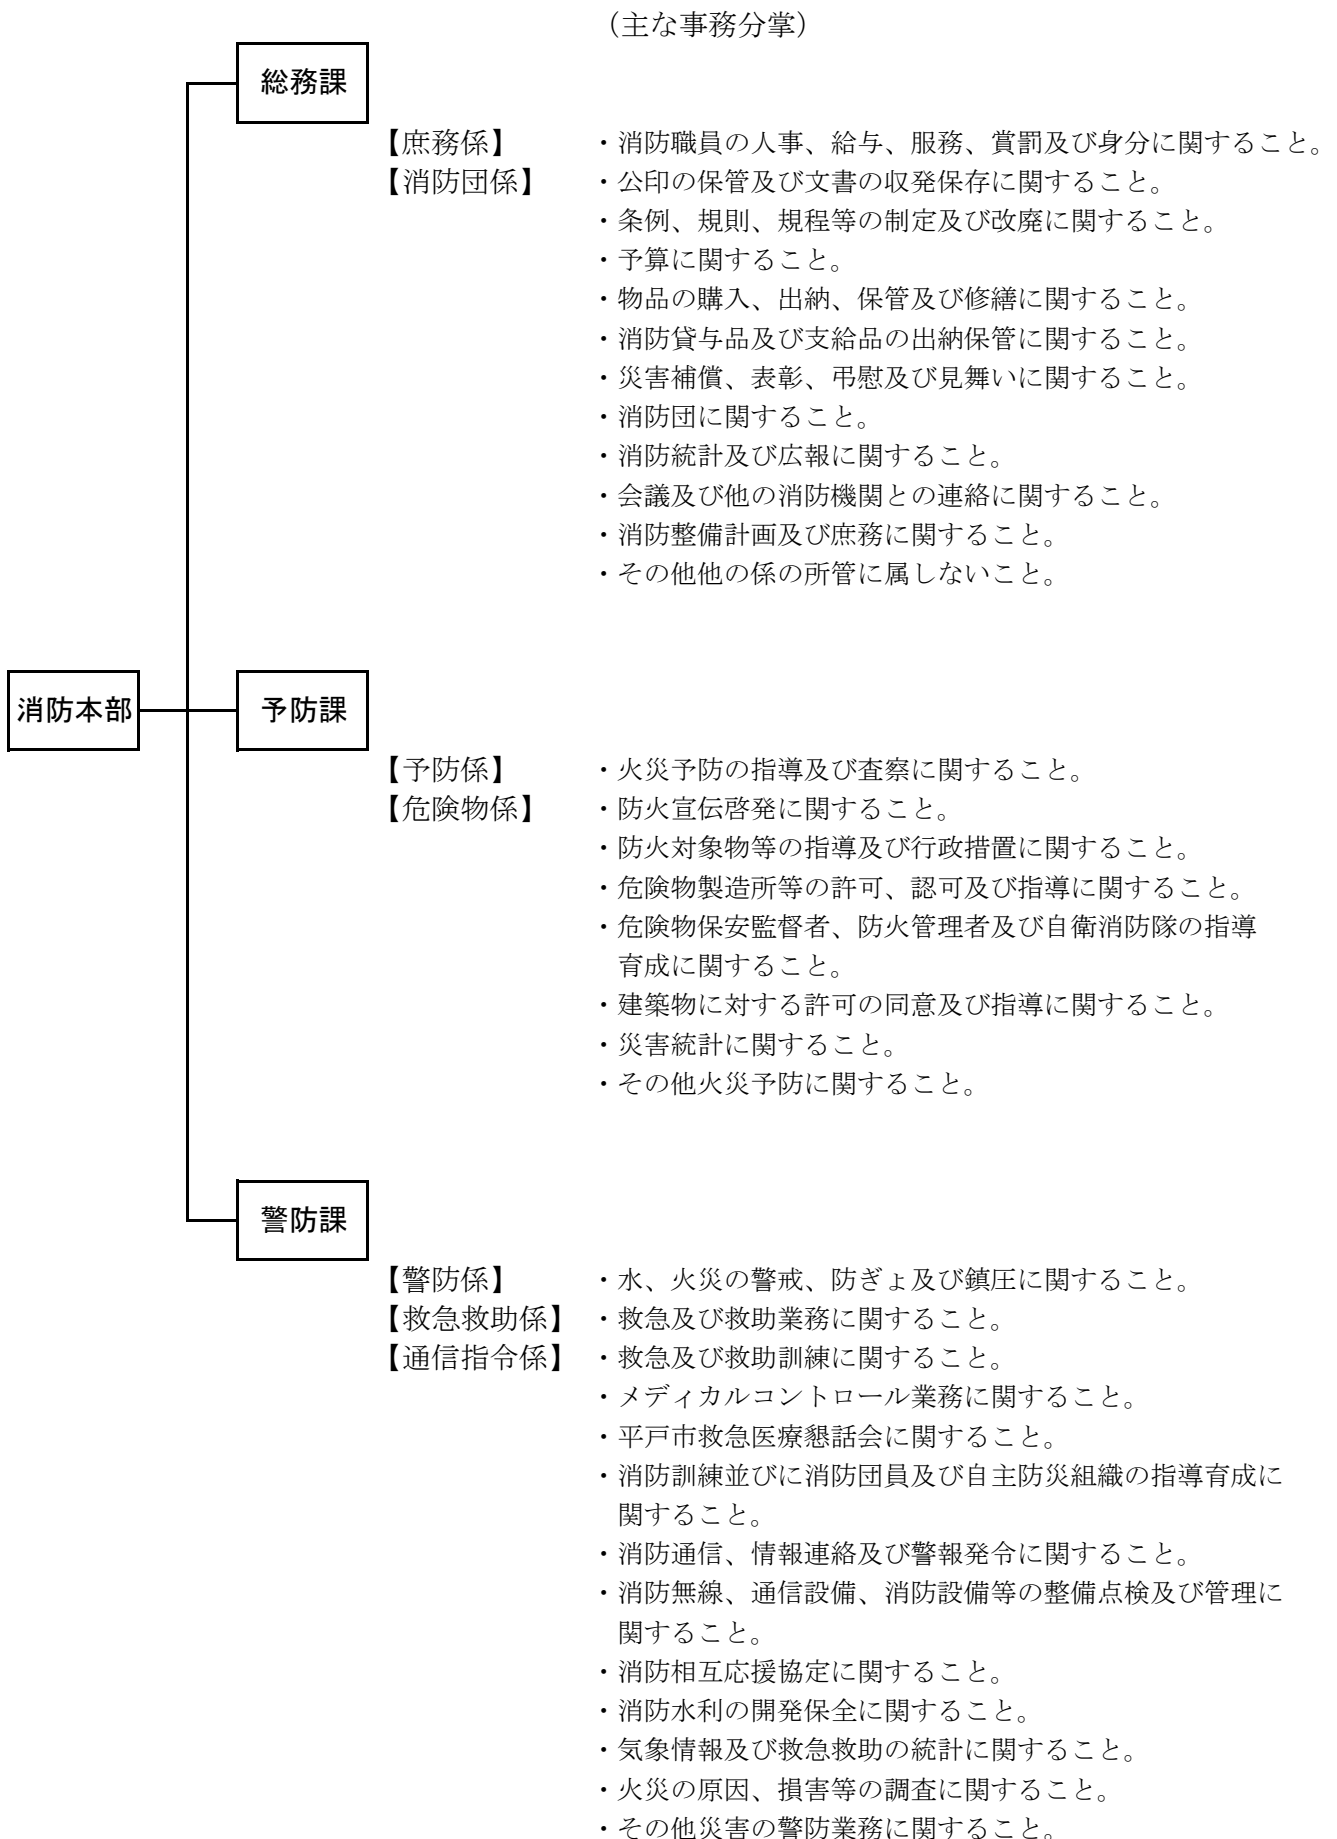 （主な事務分掌）
総務課
【庶務係】 ・消防職員の人事、給与、服務、賞罰及び身分に関すること。
【消防団係】 ・公印の保管及び文書の収発保存に関すること。
・条例、規則、規程等の制定及び改廃に関すること。
・予算に関すること。
・物品の購入、出納、保管及び修繕に関すること。
・消防貸与品及び支給品の出納保管に関すること。
・災害補償、表彰、弔慰及び見舞いに関すること。
・消防団に関すること。
・消防統計及び広報に関すること。
・会議及び他の消防機関との連絡に関すること。
・消防整備計画及び庶務に関すること。
・その他他の係の所管に属しないこと。
消防本部
予防課
【予防係】 ・火災予防の指導及び査察に関すること。
【危険物係】 ・防火宣伝啓発に関すること。
・防火対象物等の指導及び行政措置に関すること。
・危険物製造所等の許可、認可及び指導に関すること。
・危険物保安監督者、防火管理者及び自衛消防隊の指導
育成に関すること。
・建築物に対する許可の同意及び指導に関すること。
・災害統計に関すること。
・その他火災予防に関すること。
警防課
【警防係】 ・水、火災の警戒、防ぎょ及び鎮圧に関すること。
【救急救助係】 ・救急及び救助業務に関すること。
【通信指令係】 ・救急及び救助訓練に関すること。
・メディカルコントロール業務に関すること。
・平戸市救急医療懇話会に関すること。
・消防訓練並びに消防団員及び自主防災組織の指導育成に
関すること。
・消防通信、情報連絡及び警報発令に関すること。
・消防無線、通信設備、消防設備等の整備点検及び管理に
関すること。
・消防相互応援協定に関すること。
・消防水利の開発保全に関すること。
・気象情報及び救急救助の統計に関すること。
・火災の原因、損害等の調査に関すること。
・その他災害の警防業務に関すること。